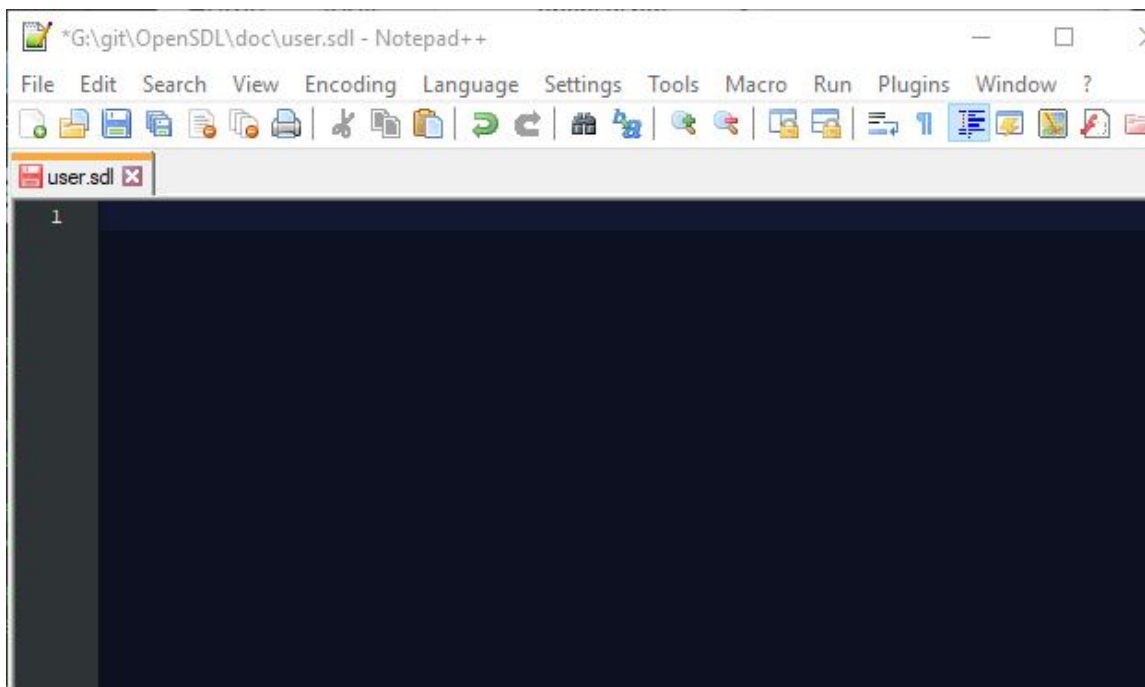 *G:\git\OpenSDL\doc\user.sdl - Notepad++
File Edit Search View Encoding Language Settings Tools Macro Run Plugins Window ?
user.sdl
1